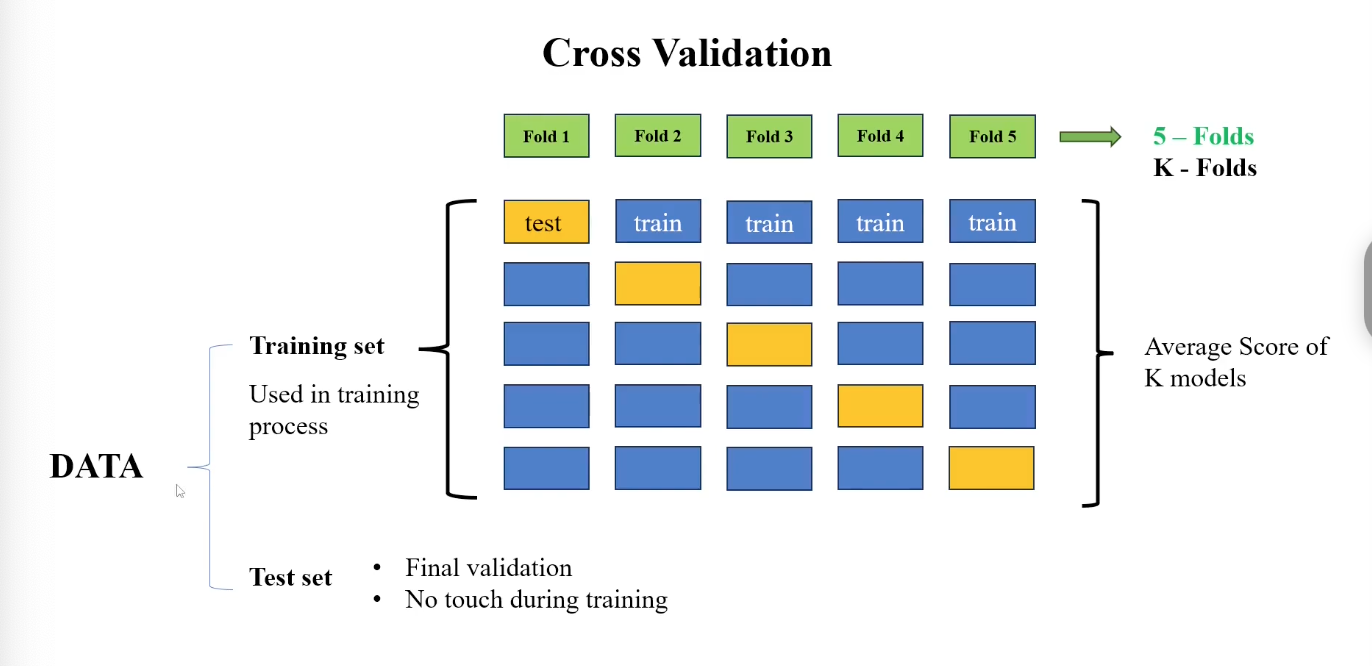 Cross Validation
Fold 1
Fold 2
Fold 3
Fold 4
Fold 5
5 – Folds
K - Folds
test
train
train
train
train
Training set
Used in training
process
Average Score of
K models
DATA
Test set
• Final validation
• No touch during training